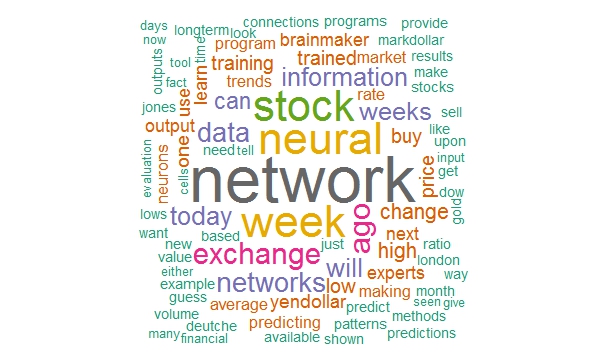 days longterm look connections programs provide
now time program brainmaker markdollar
outputs tool training trained market results
fact learn trends information make
jones use can stock rate weeks stocks
output one data neural buy like sell
neurons need tell upon
evaluation cells network price input get
lows today week ago change dow gold
want based next
new exchange just high ratio
value networks will experts london
either way
example low making month
guess average yendollar predict seen give
volume predicting patterns methods
many deutche available shown predictions
financial